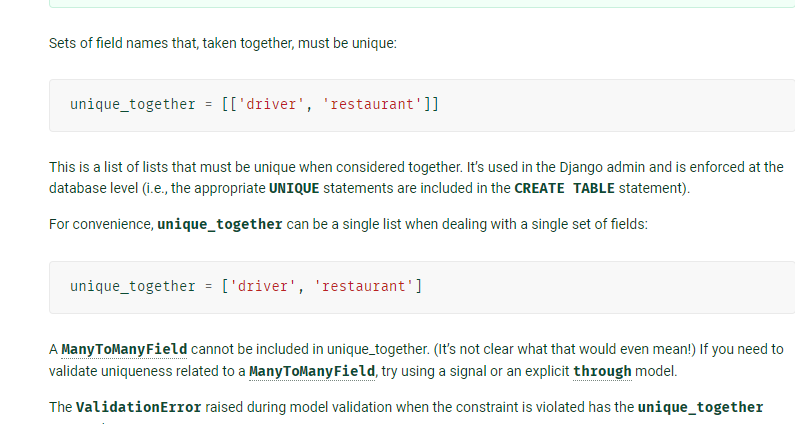 Sets of field names that, taken together, must be unique:
unique_together = [['driver', 'restaurant']]
This is a list of lists that must be unique when considered together. It’s used in the Django admin and is enforced at the
database level (i.e., the appropriate UNIQUE statements are included in the CREATE TABLE statement).
For convenience, unique_together can be a single list when dealing with a single set of fields:
unique_together = ['driver', 'restaurant']
A ManyToManyField cannot be included in unique_together. (It’s not clear what that would even mean!) If you need to
validate uniqueness related to a ManyToManyField, try using a signal or an explicit through model.
The ValidationError raised during model validation when the constraint is violated has the unique_together